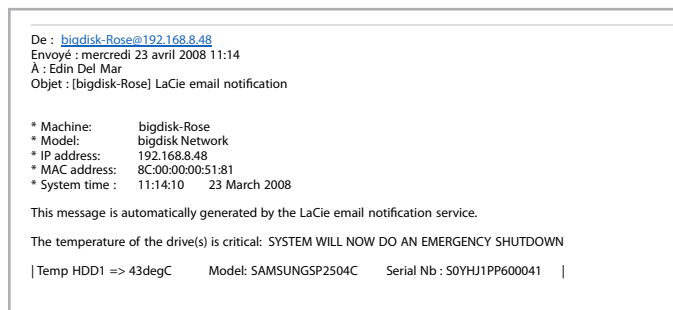 De : bigdisk-Rose@192.168.8.48
Envoyé : mercredi 23 avril 2008 11:14
À : Edin Del Mar
Objet : [bigdisk-Rose] LaCie email notification
* Machine: bigdisk-Rose
* Model: bigdisk Network
* IP address: 192.168.8.48
* MAC address: 8C:00:00:00:51:81
* System time : 11:14:10 23 March 2008
This message is automatically generated by the LaCie email notification service.
The temperature of the drive(s) is critical: SYSTEM WILL NOW DO AN EMERGENCY SHUTDOWN
| Temp HDD1 => 43degC Model: SAMSUNGSP2504C Serial Nb : S0YHJ1PP600041 |